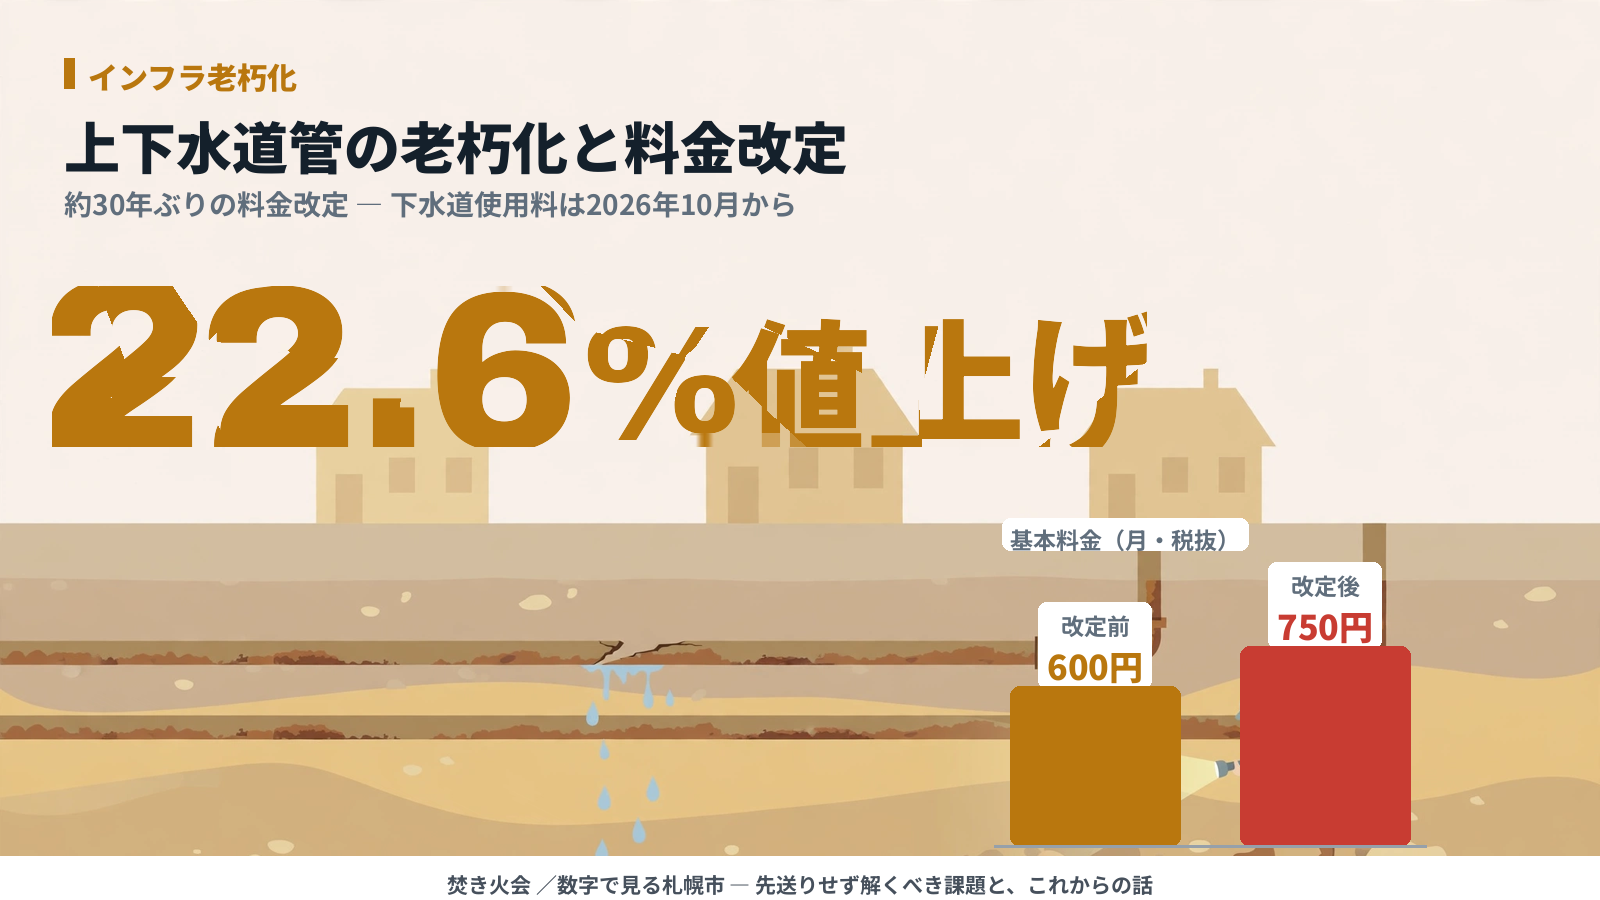 インフラ老朽化
上下水道管の老朽化と料金改定
約30年ぶりの料金改定 ― 下水道使用料は2026年10月から
22.6%値上げ
基本料金（月・税抜）
改定前
600円
改定後
750円
焚き火会 ／数字で見る札幌市 ― 先送りせず解くべき課題と、これからの話